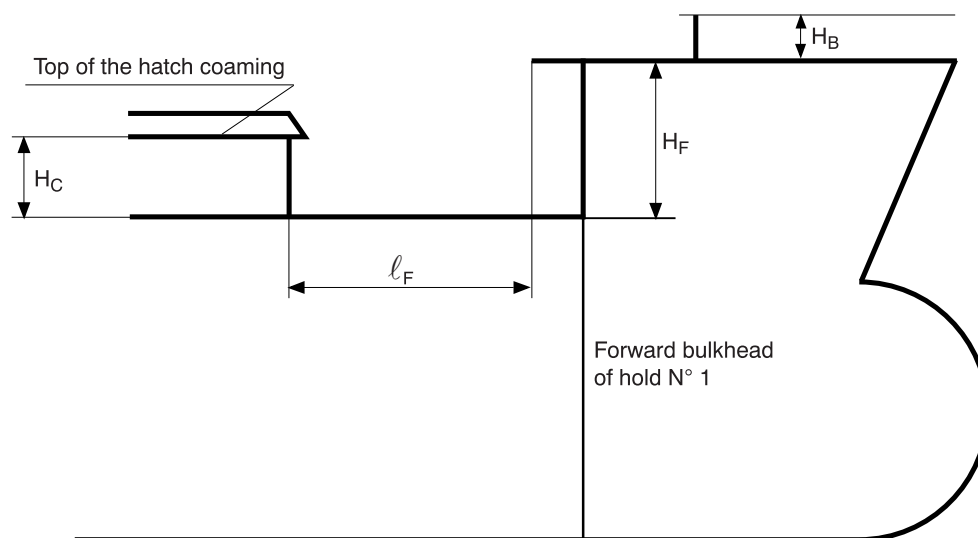 H_B
Top of the hatch coaming
H_F
H_C
ℓ_F
Forward bulkhead
of hold N° 1